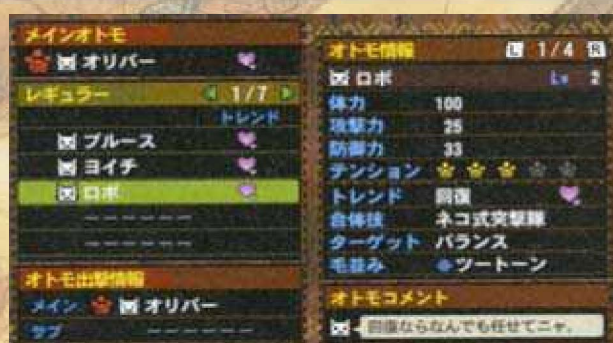 メインオトモ
オリバー
レギュラー 1/7
トレンド
ブルース
ヨイチ
ロボ
------
------
オトモ出撃情報
メイン オリバー
サブ ------
オトモ情報 L 1/4 R
ロボ Lv 2
体力 100
攻撃力 25
防御力 33
テンション
トレンド 回復
合体技 ネコ式突撃隊
ターゲット バランス
毛並み ツートーン
オトモコメント
回復ならなんでも任せてニャ。